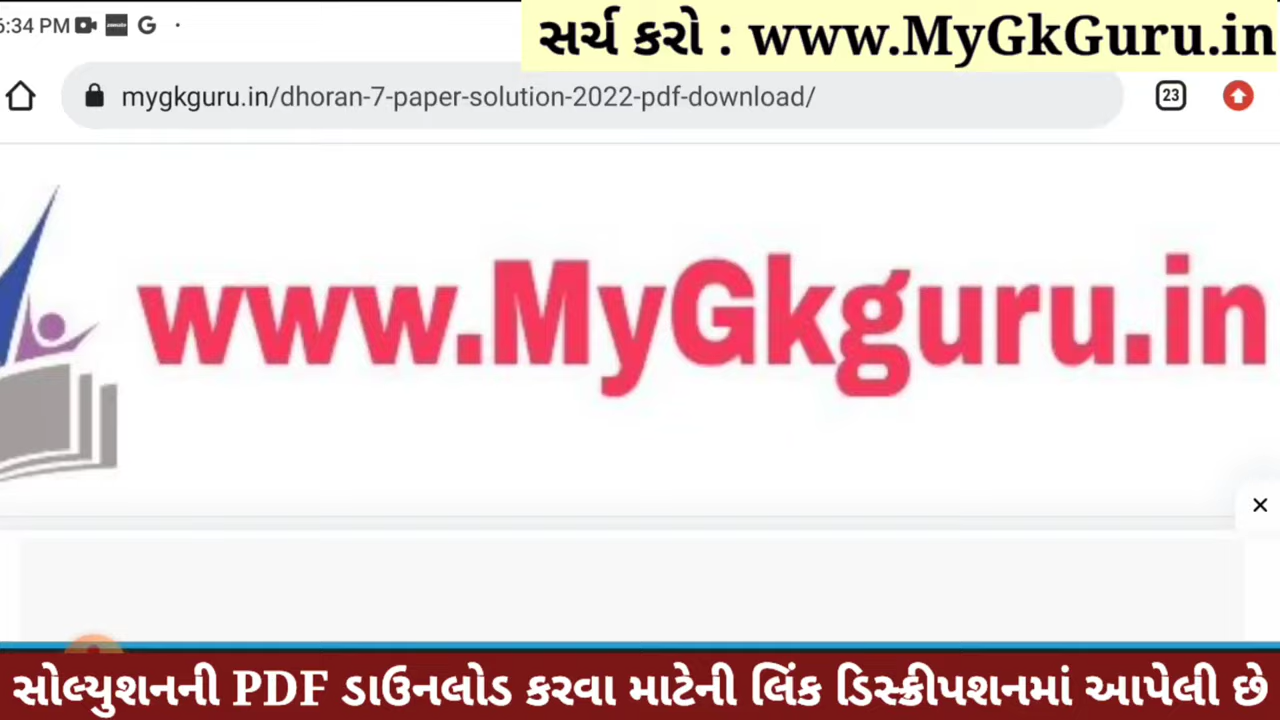 6:34 PM
સર્ચ કરો : www.MyGkGuru.in
mygkguru.in/dhoran-7-paper-solution-2022-pdf-download/
23
www.MyGkguru.in
સોલ્યુશનની PDF ડાઉનલોડ કરવા માટેની લિંક ડિસ્ક્રીપશનમાં આપેલી છે